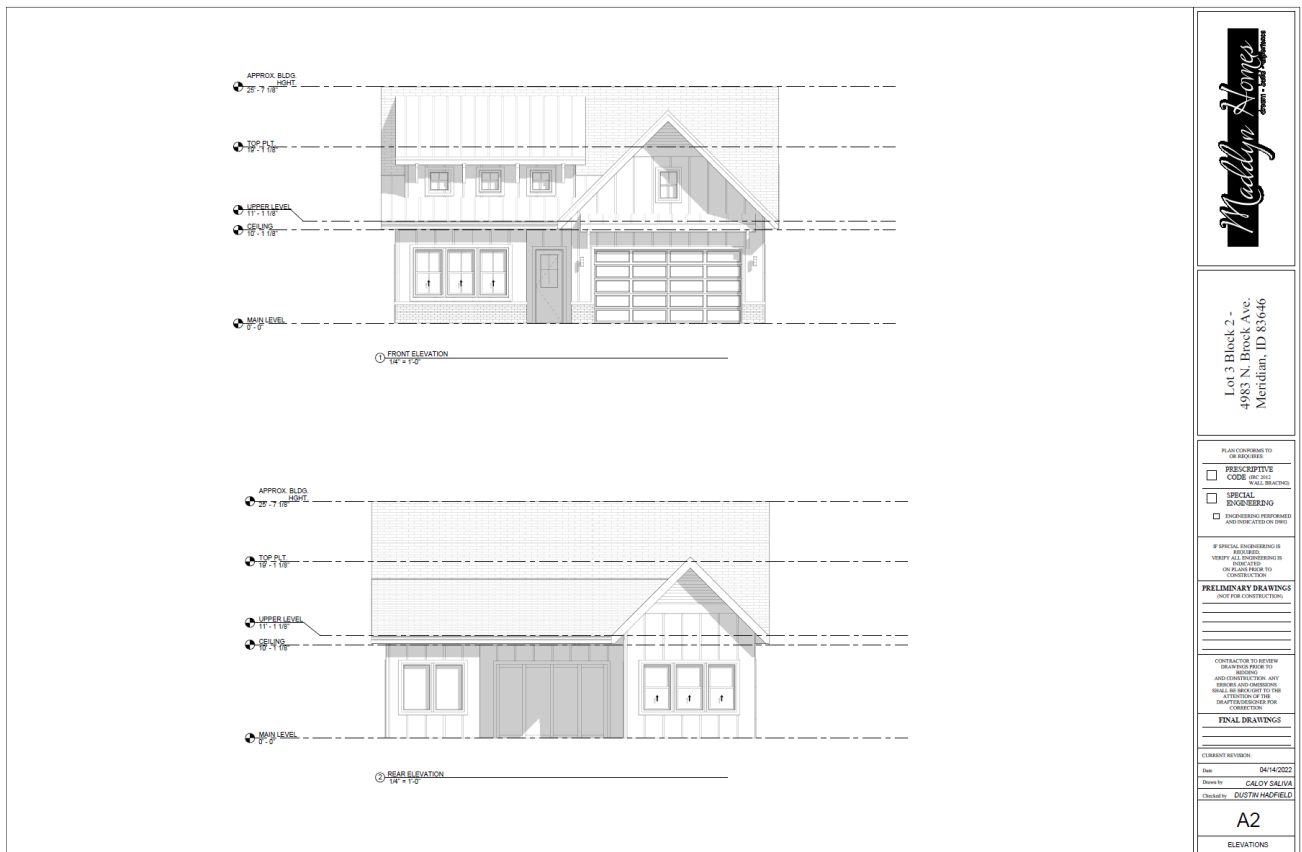 APPROX. BLDG.
HGHT.
25' - 7 1/8"
TOP PLT.
19' - 1 1/8"
UPPER LEVEL
11' - 1 1/8"
CEILING
10' - 1 1/8"
MAIN LEVEL
0' - 0"
1 FRONT ELEVATION
1/4" = 1'-0"
APPROX. BLDG.
HGHT.
25' - 7 1/8"
TOP PLT.
19' - 1 1/8"
UPPER LEVEL
11' - 1 1/8"
CEILING
10' - 1 1/8"
MAIN LEVEL
0' - 0"
2 REAR ELEVATION
1/4" = 1'-0"
Maddyn Homes
Lot 3 Block 2 -
4983 N. Brock Ave.
Meridian, ID 83646
PLAN CONFORMS TO
OR REQUIRES:
PRESCRIPTIVE
CODE (IRC 2012
WALL BRACING)
SPECIAL
ENGINEERING
ENGINEERING PERFORMED
AND INDICATED ON DWG
IF SPECIAL ENGINEERING IS
REQUIRED,
VERIFY ALL ENGINEERING IS
INDICATED
ON PLANS PRIOR TO
CONSTRUCTION
PRELIMINARY DRAWINGS
(NOT FOR CONSTRUCTION)
CONTRACTOR TO REVIEW
DRAWINGS PRIOR TO
BIDDING
AND CONSTRUCTION. ANY
ERRORS AND OMISSIONS
SHALL BE BROUGHT TO THE
ATTENTION OF THE
DRAFTER/DESIGNER FOR
CORRECTION
FINAL DRAWINGS
CURRENT REVISION:
Date 04/14/2022
Drawn by CALOY SALIVA
Checked by DUSTIN HADFIELD
A2
ELEVATIONS